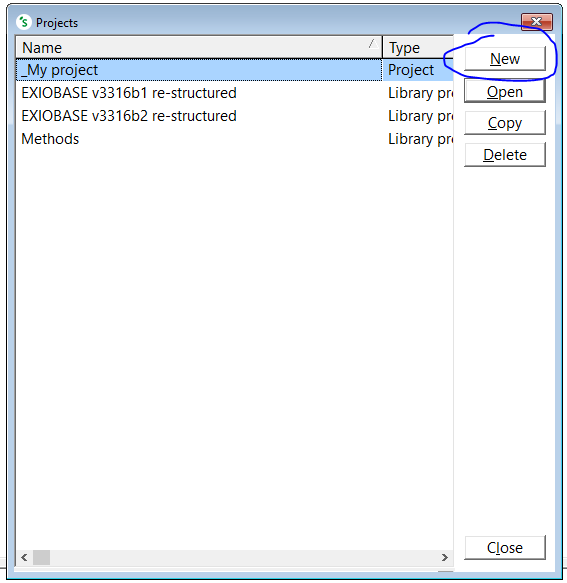 Projects
Name Type
_My project Project
EXIOBASE v3316b1 re-structured Library pr
EXIOBASE v3316b2 re-structured Library pr
Methods Library pr
New
Open
Copy
Delete
Close